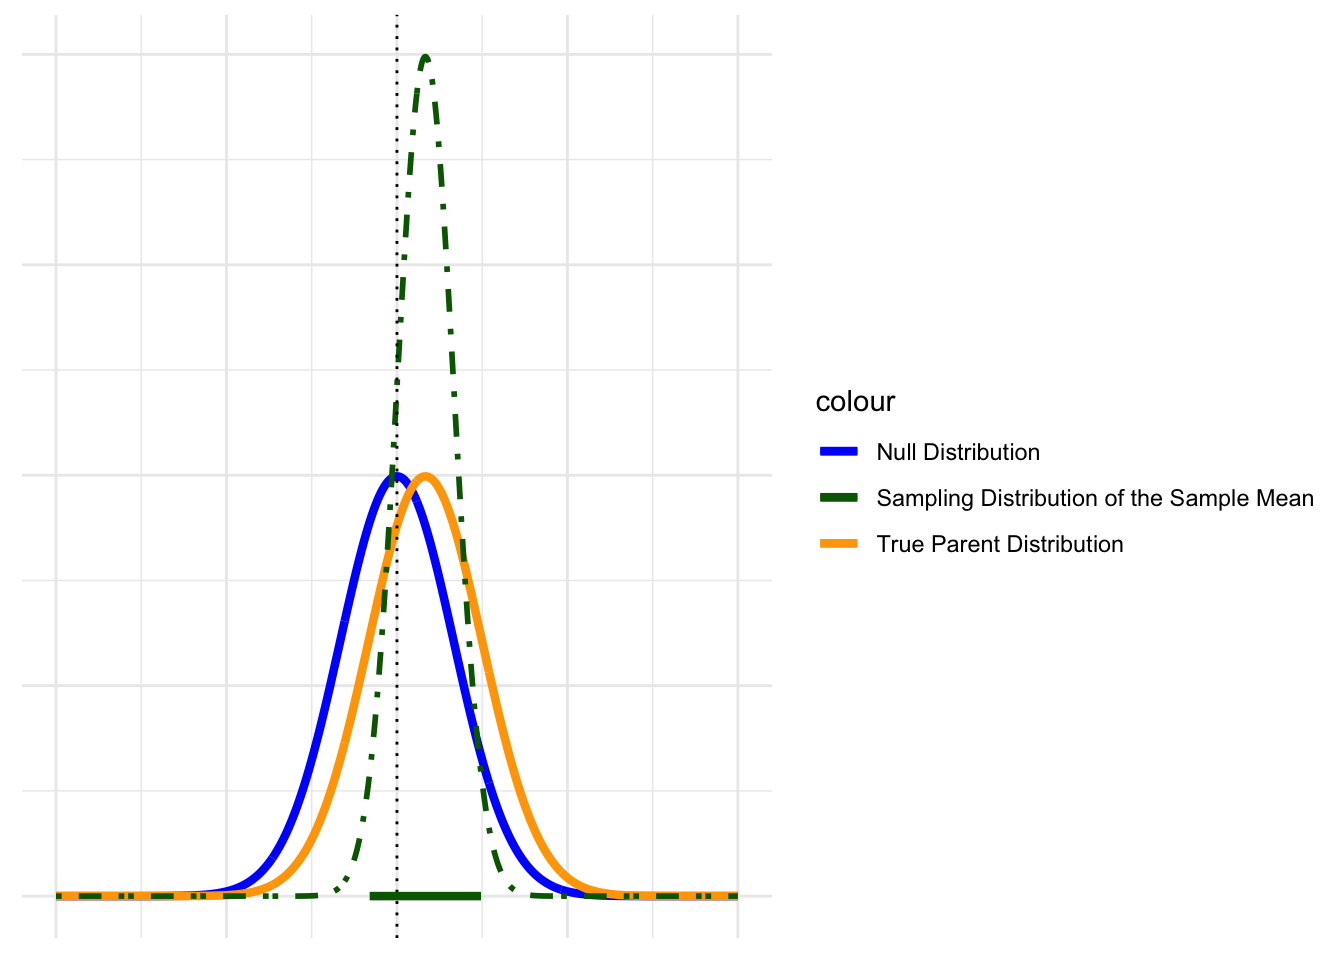 colour
Null Distribution
Sampling Distribution of the Sample Mean
True Parent Distribution